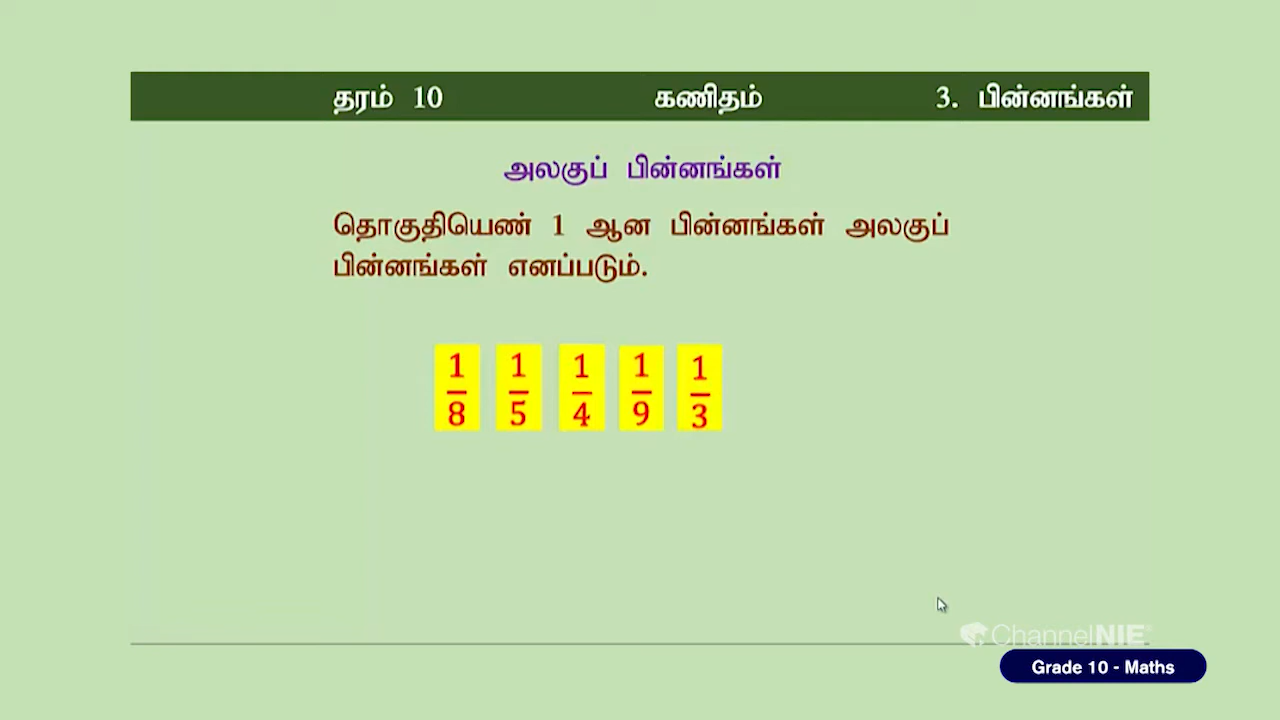 தரம் 10 கணிதம் 3. பின்னங்கள்
அலகுப் பின்னங்கள்
தொகுதியெண் 1 ஆன பின்னங்கள் அலகுப்
பின்னங்கள் எனப்படும்.
1/8 1/5 1/4 1/9 1/3
ChannelNIE
Grade 10 - Maths